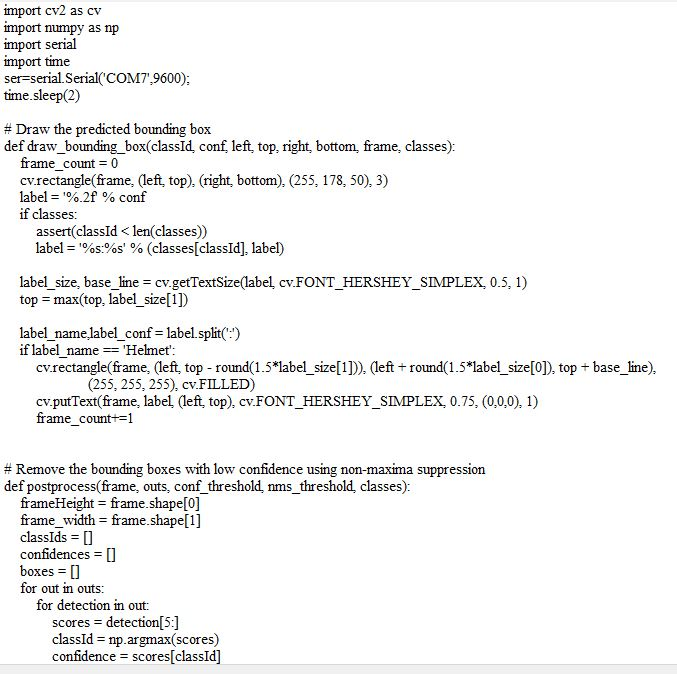 import cv2 as cv
import numpy as np
import serial
import time
ser=serial.Serial('COM7',9600);
time.sleep(2)
# Draw the predicted bounding box
def draw_bounding_box(classId, conf, left, top, right, bottom, frame, classes):
frame_count = 0
cv.rectangle(frame, (left, top), (right, bottom), (255, 178, 50), 3)
label = '%.2f' % conf
if classes:
assert(classId < len(classes))
label = '%s:%s' % (classes[classId], label)
label_size, base_line = cv.getTextSize(label, cv.FONT_HERSHEY_SIMPLEX, 0.5, 1)
top = max(top, label_size[1])
label_name,label_conf = label.split(':')
if label_name == 'Helmet':
cv.rectangle(frame, (left, top - round(1.5*label_size[1])), (left + round(1.5*label_size[0]), top + base_line),
(255, 255, 255), cv.FILLED)
cv.putText(frame, label, (left, top), cv.FONT_HERSHEY_SIMPLEX, 0.75, (0,0,0), 1)
frame_count+=1
# Remove the bounding boxes with low confidence using non-maxima suppression
def postprocess(frame, outs, conf_threshold, nms_threshold, classes):
frameHeight = frame.shape[0]
frame_width = frame.shape[1]
classIds = []
confidences = []
boxes = []
for out in outs:
for detection in out:
scores = detection[5:]
classId = np.argmax(scores)
confidence = scores[classId]